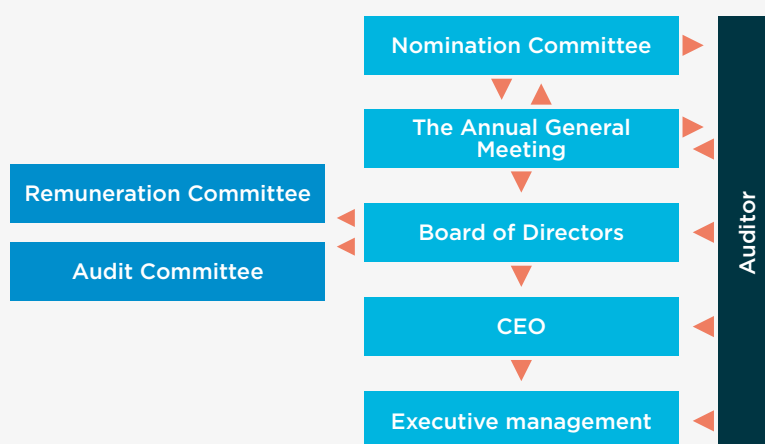 Nomination Committee
The Annual General
Meeting
Remuneration Committee
Board of Directors
Audit Committee
CEO
Executive management
Auditor